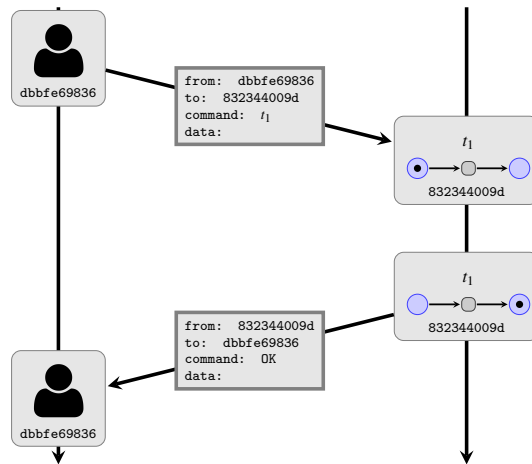 dbbfe69836
from: dbbfe69836
to: 832344009d
command: t1
data:
t1
832344009d
t1
832344009d
from: 832344009d
to: dbbfe69836
command: OK
data:
dbbfe69836